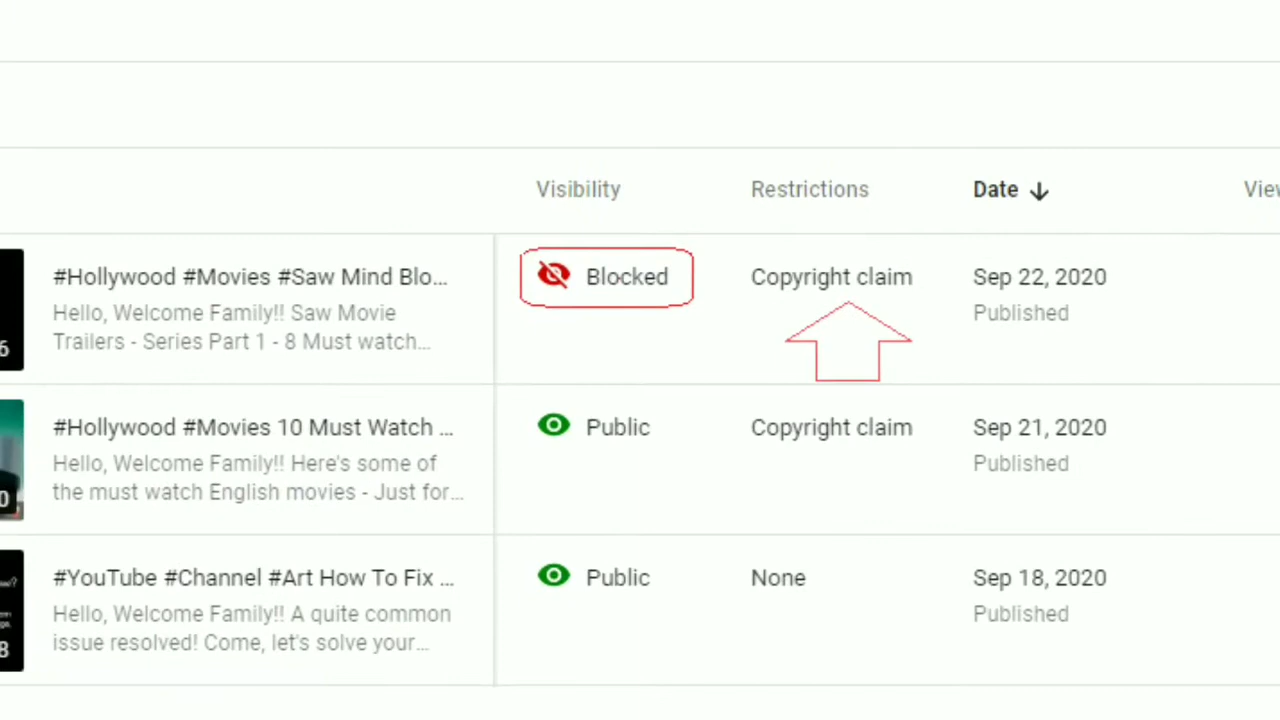 Visibility
Restrictions
Date
#Hollywood #Movies #Saw Mind Blo...
Blocked
Copyright claim
Sep 22, 2020
Hello, Welcome Family!! Saw Movie
Published
Trailers - Series Part 1 - 8 Must watch...
6
#Hollywood #Movies 10 Must Watch ...
Public
Copyright claim
Sep 21, 2020
Hello, Welcome Family!! Here's some of
Published
the must watch English movies - Just for...
0
#YouTube #Channel #Art How To Fix ...
Public
None
Sep 18, 2020
Hello, Welcome Family!! A quite common
Published
issue resolved! Come, let's solve your...
8